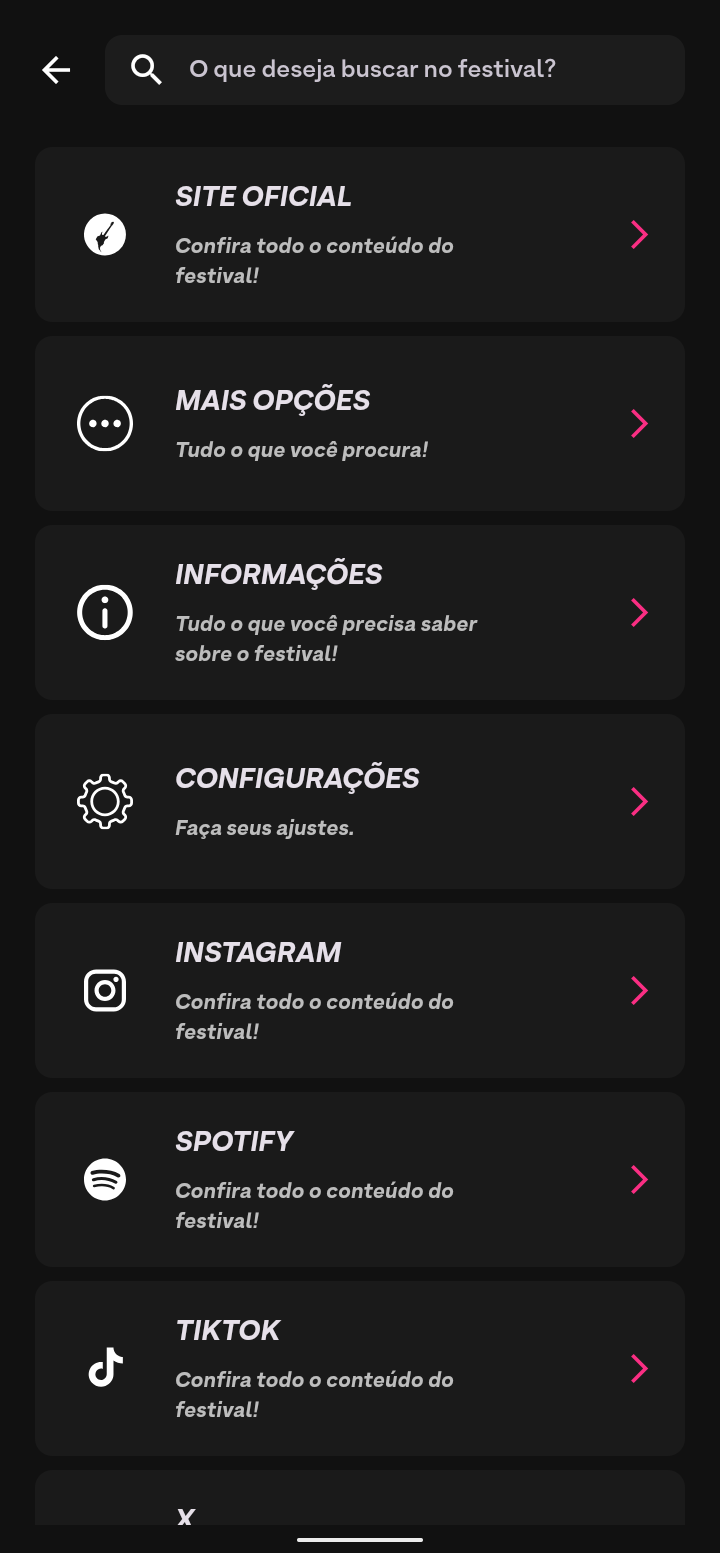 O que deseja buscar no festival?
SITE OFICIAL
Confira todo o conteúdo do
festival!
MAIS OPÇÕES
Tudo o que você procura!
INFORMAÇÕES
Tudo o que você precisa saber
sobre o festival!
CONFIGURAÇÕES
Faça seus ajustes.
INSTAGRAM
Confira todo o conteúdo do
festival!
SPOTIFY
Confira todo o conteúdo do
festival!
TIKTOK
Confira todo o conteúdo do
festival!
X